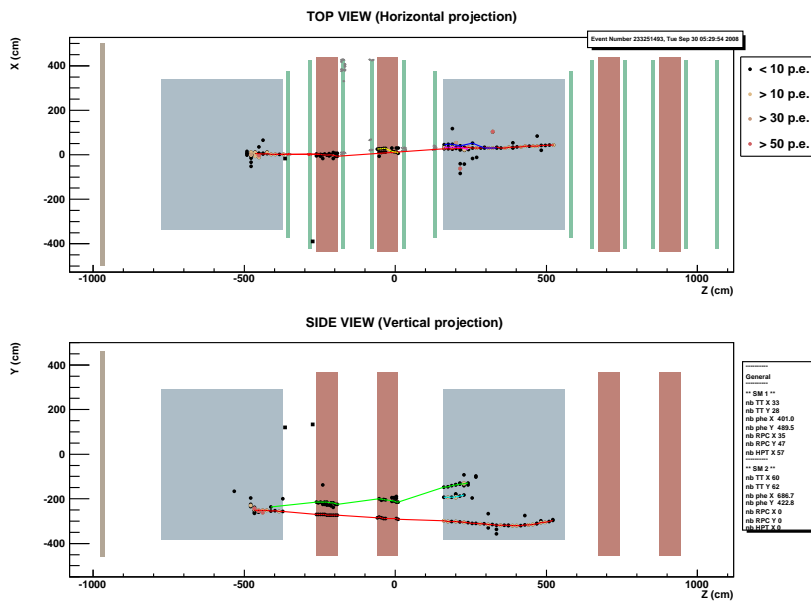 TOP VIEW (Horizontal projection)
Event Number 233251493, Tue Sep 30 05:29:54 2008
X (cm)
400
200
0
-200
-400
-1000
-500
0
500
1000
Z (cm)
< 10 p.e.
> 10 p.e.
> 30 p.e.
> 50 p.e.
SIDE VIEW (Vertical projection)
Y (cm)
400
200
0
-200
-400
-1000
-500
0
500
1000
Z (cm)
----------
General
----------
** SM 1 **
nb TT X 33
nb TT Y 28
nb phe X 401.0
nb phe Y 489.5
nb RPC X 35
nb RPC Y 47
nb HPT X 57
----------
** SM 2 **
nb TT X 60
nb TT Y 62
nb phe X 686.7
nb phe Y 422.8
nb RPC X 0
nb RPC Y 0
nb HPT X 0